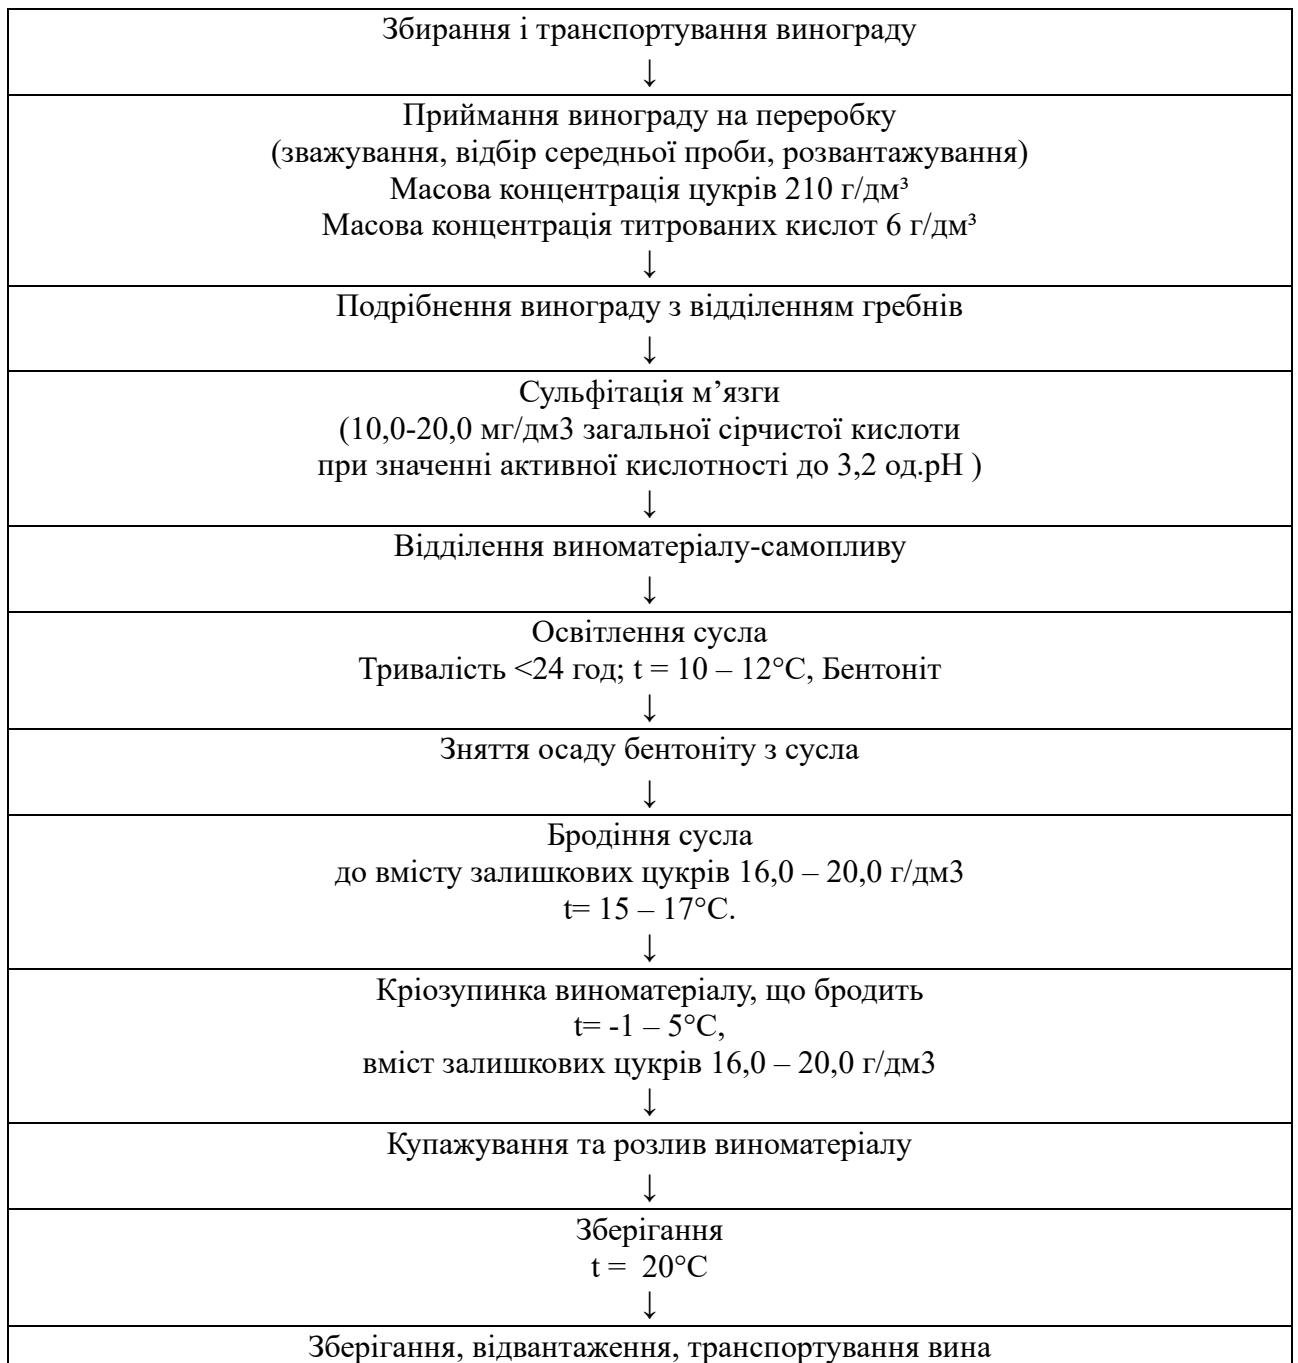 Збирання і транспортування винограду
↓
Приймання винограду на переробку
(зважування, відбір середньої проби, розвантажування)
Масова концентрація цукрів 210 г/дм³
Масова концентрація титрованих кислот 6 г/дм³
↓
Подрібнення винограду з відділенням гребнів
↓
Сульфітація м’язги
(10,0-20,0 мг/дм3 загальної сірчистої кислоти
при значенні активної кислотності до 3,2 од.рН )
↓
Відділення виноматеріалу-самопливу
↓
Освітлення сусла
Тривалість <24 год; t = 10 – 12°C, Бентоніт
↓
Зняття осаду бентоніту з сусла
↓
Бродіння сусла
до вмісту залишкових цукрів 16,0 – 20,0 г/дм3
t= 15 – 17°C.
↓
Кріозупинка виноматеріалу, що бродить
t= -1 – 5°C,
вміст залишкових цукрів 16,0 – 20,0 г/дм3
↓
Купажування та розлив виноматеріалу
↓
Зберігання
t =  20°C
↓
Зберігання, відвантаження, транспортування вина